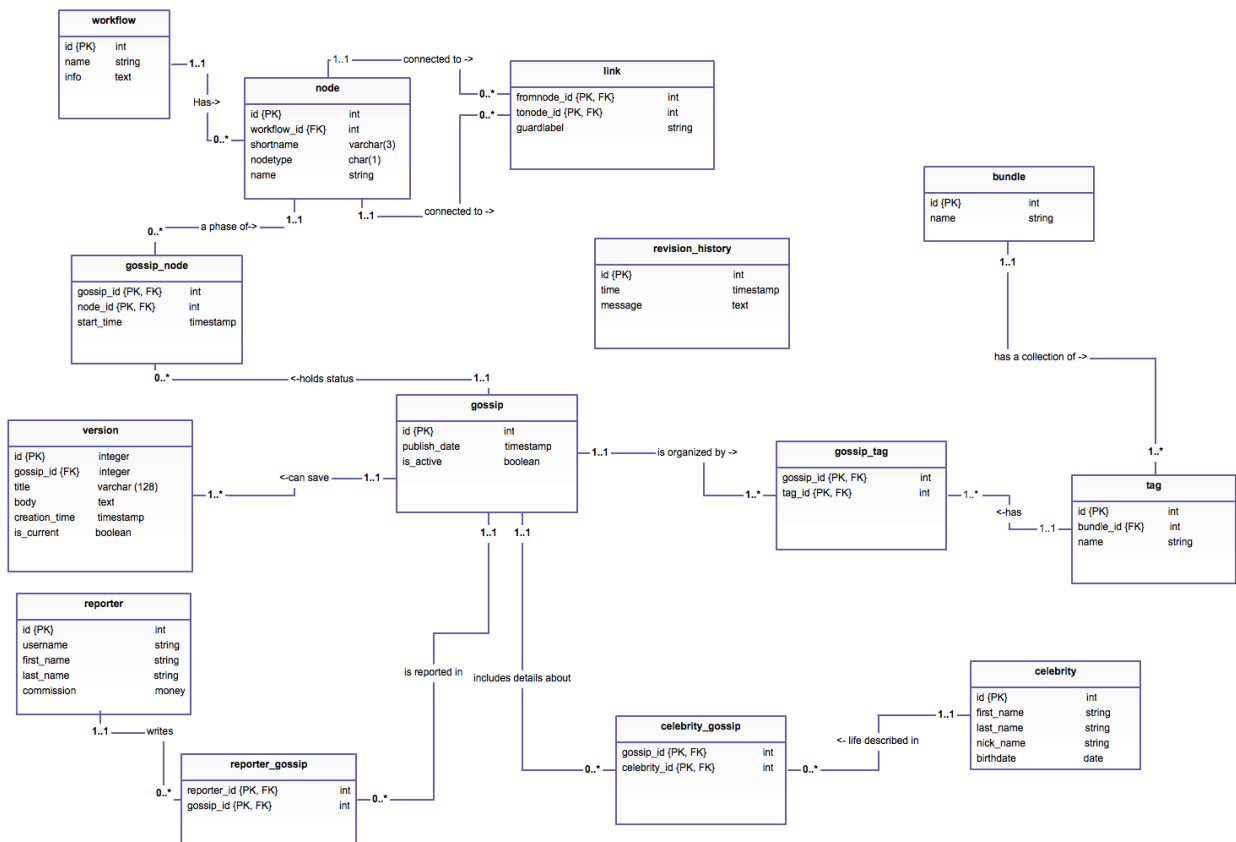 workflow
id {PK} int
name string
info text
1..1
Has->
0..*
node
id {PK} int
workflow_id {FK} int
shortname varchar(3)
nodetype char(1)
name string
1..1
connected to ->
0..*
link
fromnode_id {PK, FK} int
tonode_id {PK, FK} int
guardlabel string
0..*
1..1
connected to ->
1..1
a phase of->
0..*
gossip_node
gossip_id {PK, FK} int
node_id {PK, FK} int
start_time timestamp
revision_history
id {PK} int
time timestamp
message text
bundle
id {PK} int
name string
1..1
has a collection of ->
1..*
0..*
<-holds status
1..1
gossip
id {PK} int
publish_date timestamp
is_active boolean
version
id {PK} integer
gossip_id {FK} integer
title varchar (128)
body text
creation_time timestamp
is_current boolean
1..*
<-can save
1..1
1..1
is organized by ->
1..*
gossip_tag
gossip_id {PK, FK} int
tag_id {PK, FK} int
1..*
<-has
1..1
tag
id {PK} int
bundle_id {FK} int
name string
1..1
1..1
reporter
id {PK} int
username string
first_name string
last_name string
commission money
1..1
writes
0..*
is reported in
includes details about
reporter_gossip
reporter_id {PK, FK} int
gossip_id {PK, FK} int
0..*
0..*
celebrity_gossip
gossip_id {PK, FK} int
celebrity_id {PK, FK} int
0..*
<- life described in
1..1
celebrity
id {PK} int
first_name string
last_name string
nick_name string
birthdate date